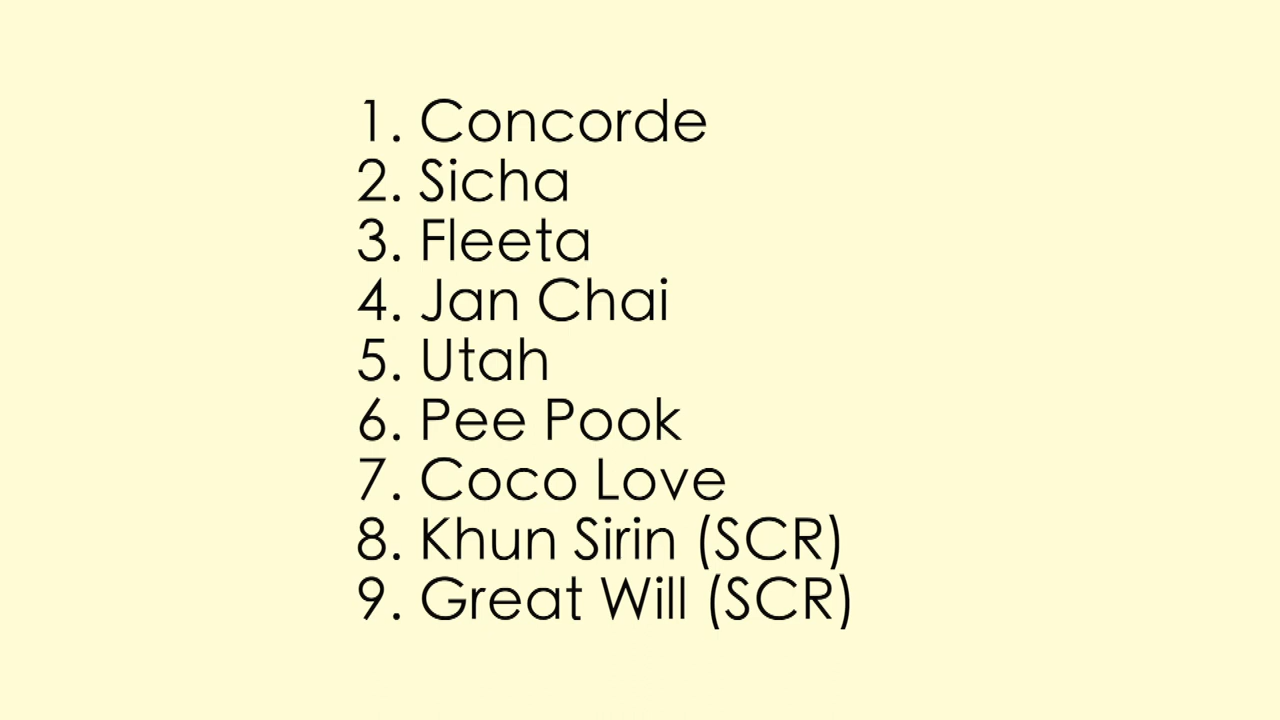 1. Concorde
2. Sicha
3. Fleeta
4. Jan Chai
5. Utah
6. Pee Pook
7. Coco Love
8. Khun Sirin (SCR)
9. Great Will (SCR)